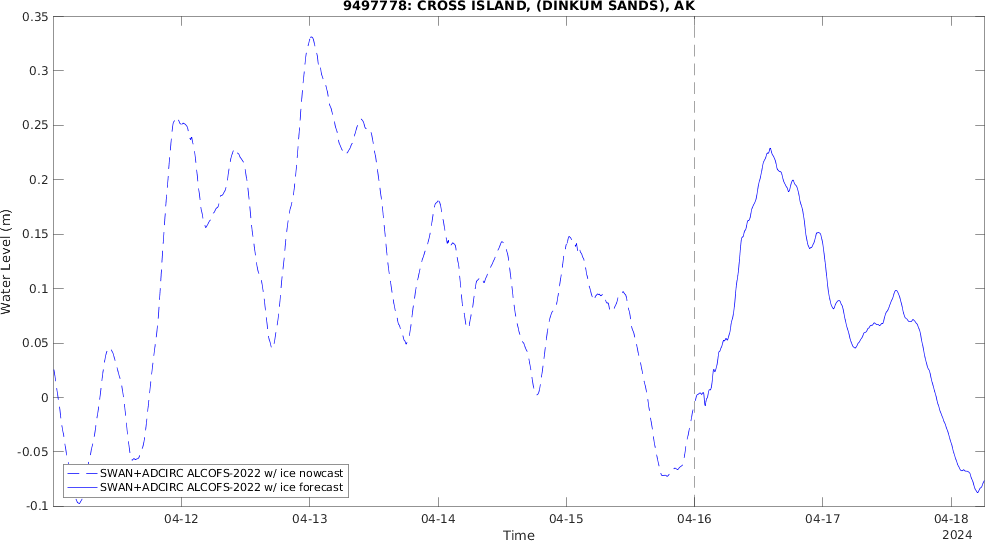 9497778: CROSS ISLAND, (DINKUM SANDS), AK
Water Level (m)
0.35
0.3
0.25
0.2
0.15
0.1
0.05
0
-0.05
-0.1
SWAN+ADCIRC ALCOFS-2022 w/ ice nowcast
SWAN+ADCIRC ALCOFS-2022 w/ ice forecast
04-12 04-13 04-14 04-15 04-16 04-17 04-18
Time
2024